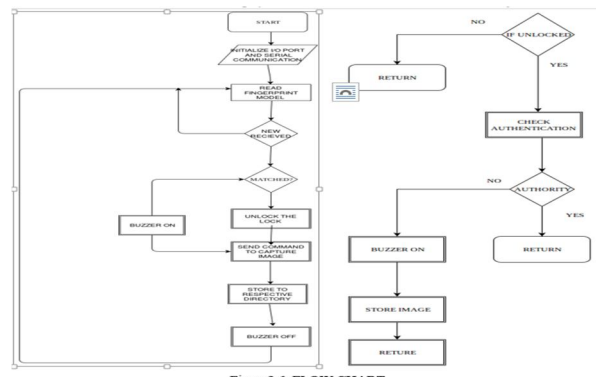 START
INITIALIZE I/O PORT
AND SERIAL
COMMUNICATION
READ
FINGERPRINT
MODEL
NEW
RECIEVED
MATCHED?
UNLOCK THE
LOCK
BUZZER ON
SEND COMMAND
TO CAPTURE
IMAGE
STORE TO
RESPECTIVE
DIRECTORY
BUZZER OFF
NO
IF UNLOCKED
RETURN
YES
CHECK
AUTHENTICATION
NO
AUTHORITY
YES
BUZZER ON
RETURN
STORE IMAGE
RETURE
FLOW CHART